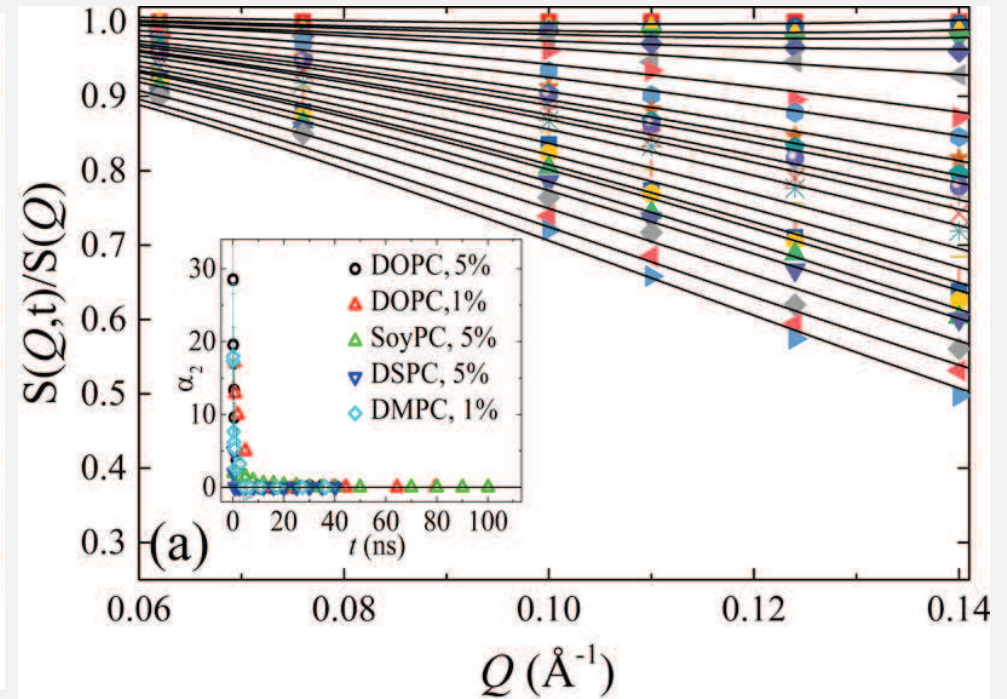 1.0
0.9
0.8
0.7
0.6
0.5
0.4
0.3
S(Q,t)/S(Q)
30
20
10
0
α₂
DOPC, 5%
DOPC,1%
SoyPC, 5%
DSPC, 5%
DMPC, 1%
0 20 40 60 80 100
t (ns)
(a)
0.06 0.08 0.10 0.12 0.14
Q (Å⁻¹)